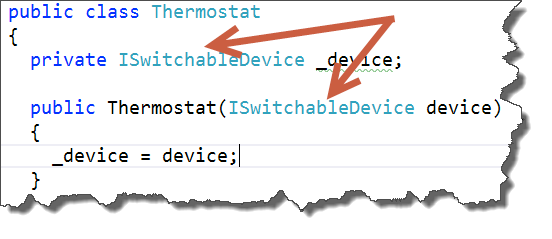 public class Thermostat
{
private ISwitchableDevice _device;
public Thermostat(ISwitchableDevice device)
{
_device = device;
}